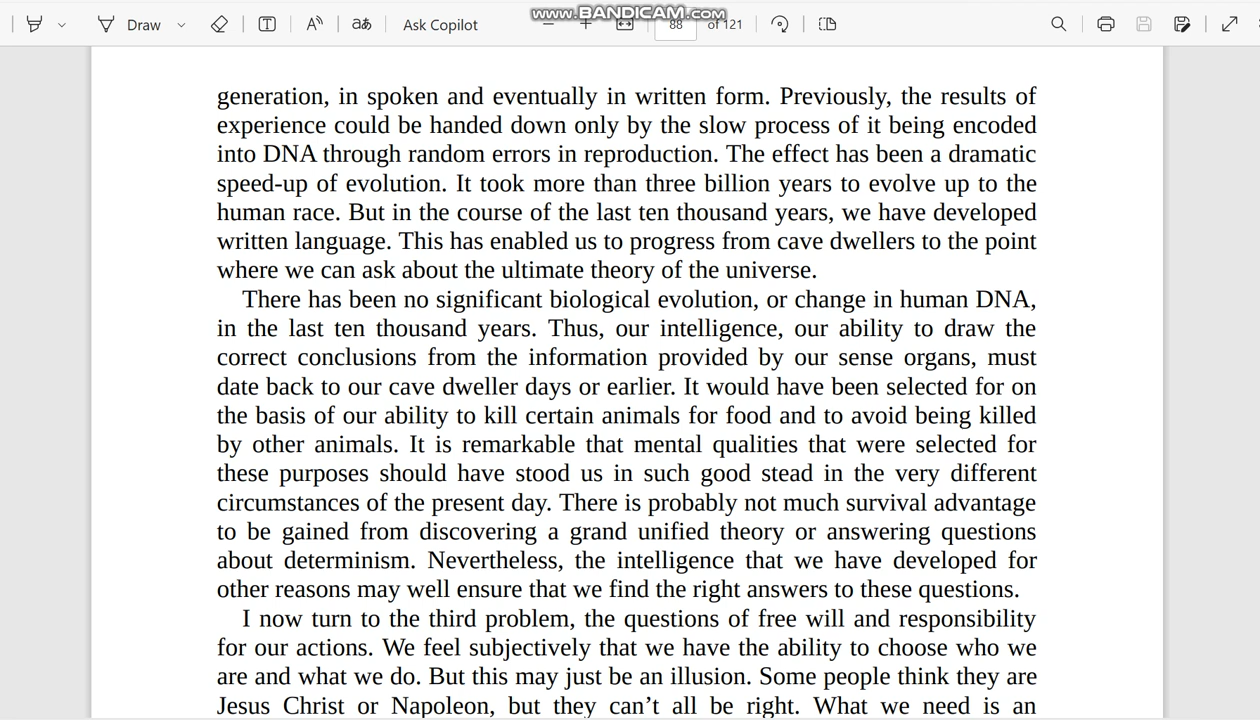 www.BANDICAM.com
Draw
aあ
Ask Copilot
88
of 121
generation, in spoken and eventually in written form. Previously, the results of
experience could be handed down only by the slow process of it being encoded
into DNA through random errors in reproduction. The effect has been a dramatic
speed-up of evolution. It took more than three billion years to evolve up to the
human race. But in the course of the last ten thousand years, we have developed
written language. This has enabled us to progress from cave dwellers to the point
where we can ask about the ultimate theory of the universe.
There has been no significant biological evolution, or change in human DNA,
in the last ten thousand years. Thus, our intelligence, our ability to draw the
correct conclusions from the information provided by our sense organs, must
date back to our cave dweller days or earlier. It would have been selected for on
the basis of our ability to kill certain animals for food and to avoid being killed
by other animals. It is remarkable that mental qualities that were selected for
these purposes should have stood us in such good stead in the very different
circumstances of the present day. There is probably not much survival advantage
to be gained from discovering a grand unified theory or answering questions
about determinism. Nevertheless, the intelligence that we have developed for
other reasons may well ensure that we find the right answers to these questions.
I now turn to the third problem, the questions of free will and responsibility
for our actions. We feel subjectively that we have the ability to choose who we
are and what we do. But this may just be an illusion. Some people think they are
Jesus Christ or Napoleon, but they can’t all be right. What we need is an